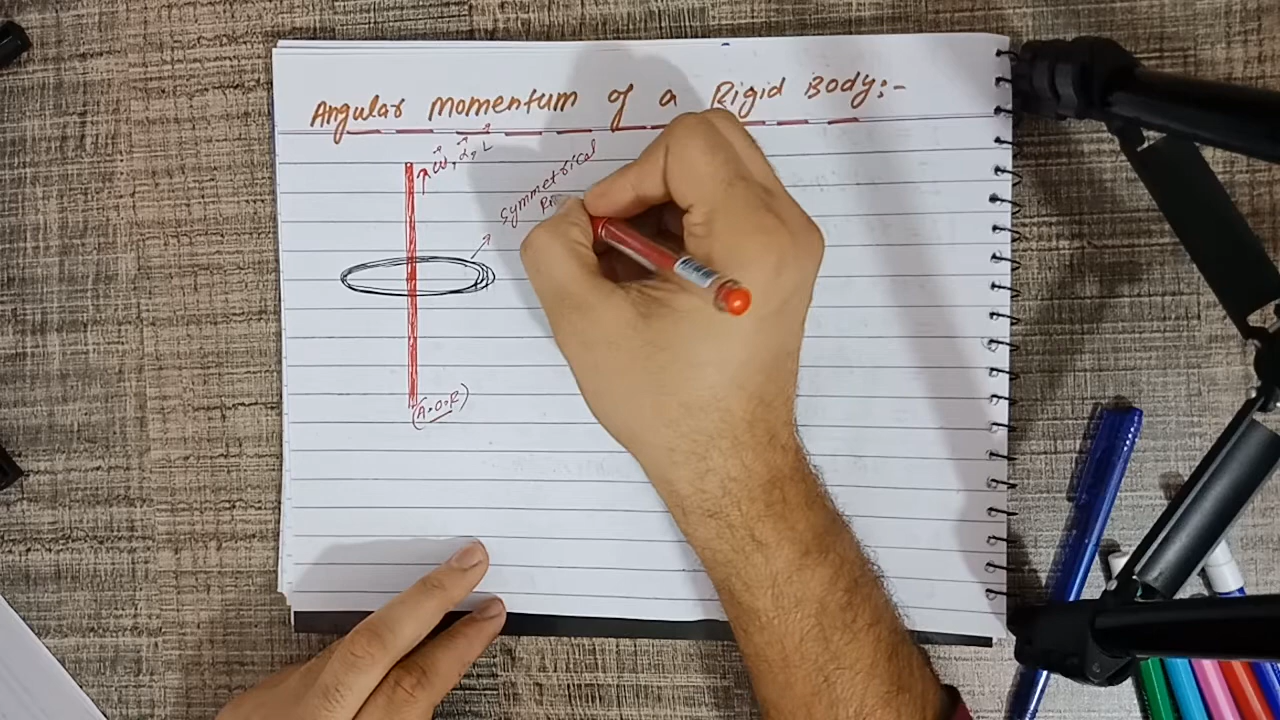 Angular Momentum of a Rigid Body:-
ω⃗, α⃗, L⃗
Symmetrical
(A.O.R)